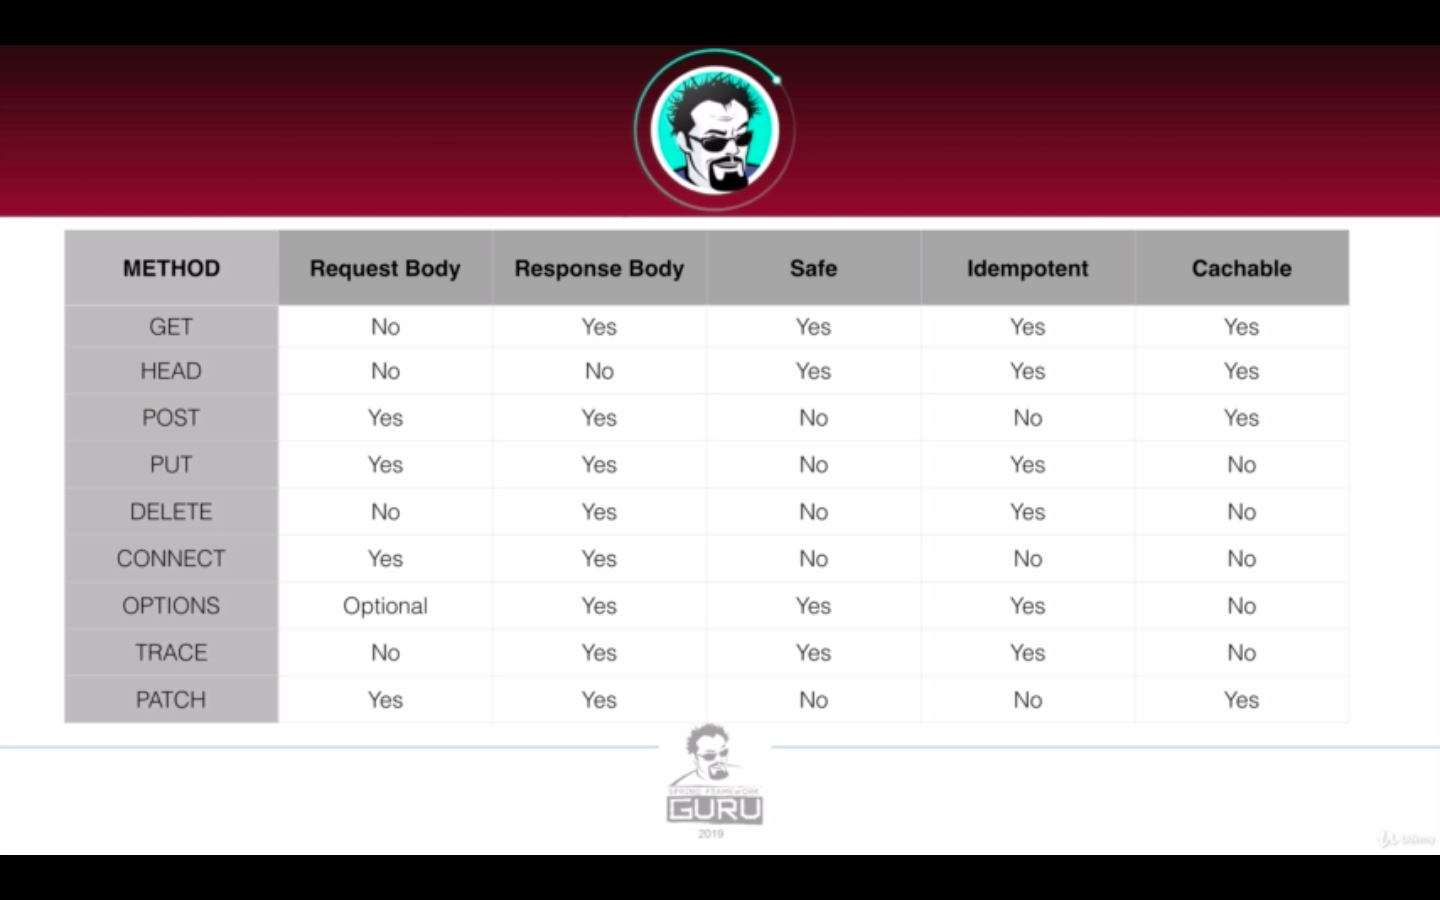 METHOD Request Body Response Body Safe Idempotent Cachable
GET No Yes Yes Yes Yes
HEAD No No Yes Yes Yes
POST Yes Yes No No Yes
PUT Yes Yes No Yes No
DELETE No Yes No Yes No
CONNECT Yes Yes No No No
OPTIONS Optional Yes Yes Yes No
TRACE No Yes Yes Yes No
PATCH Yes Yes No No Yes
SPRING FRAMEWORK
GURU
2019
Udemy